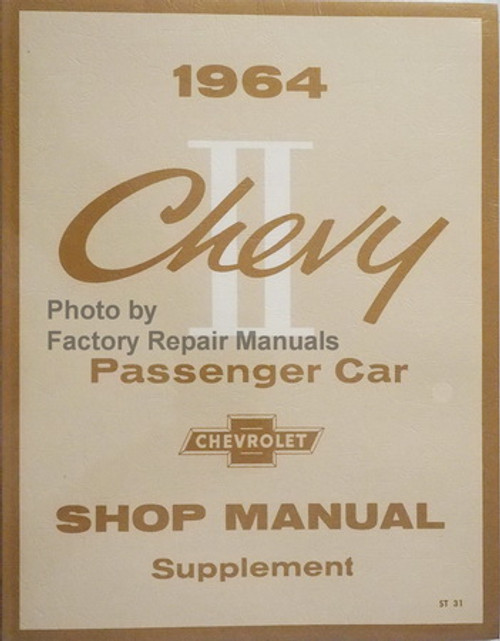 1964
Chevy II
Photo by
Factory Repair Manuals
Passenger Car
CHEVROLET
SHOP MANUAL
Supplement
ST 31